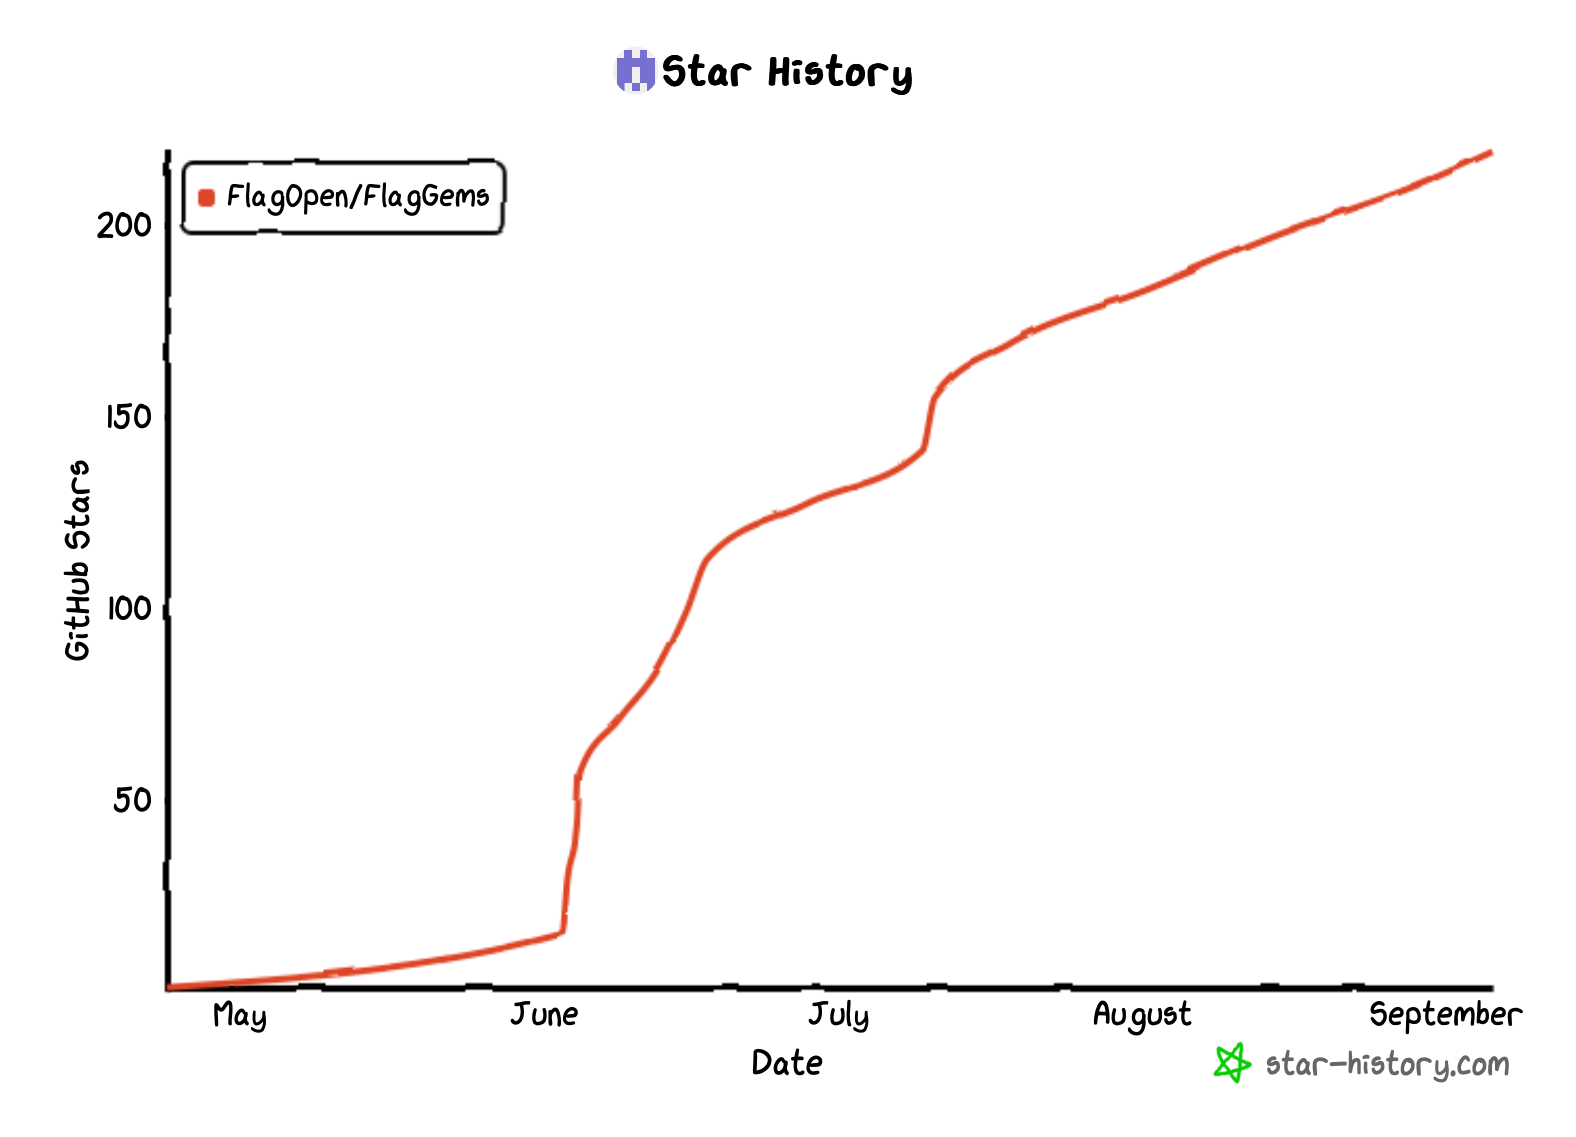 Star History
FlagOpen/FlagGems
200
150
100
50
GitHub Stars
May June July August September
Date
star-history.com